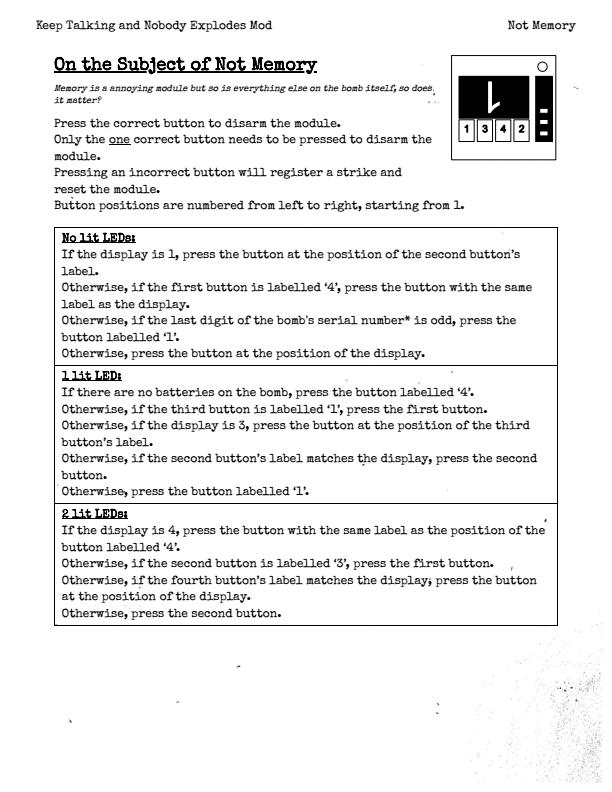 Keep Talking and Nobody Explodes Mod
Not Memory
On the Subject of Not Memory
Memory is a annoying module but so is everything else on the bomb itself, so does
it matter?
1
1 3 4 2
Press the correct button to disarm the module.
Only the one correct button needs to be pressed to disarm the
module.
Pressing an incorrect button will register a strike and
reset the module.
Button positions are numbered from left to right, starting from 1.
No lit LEDs:
If the display is 1, press the button at the position of the second button's
label.
Otherwise, if the first button is labelled ‘4’, press the button with the same
label as the display.
Otherwise, if the last digit of the bomb's serial number* is odd, press the
button labelled ‘1’.
Otherwise, press the button at the position of the display.
1 lit LED:
If there are no batteries on the bomb, press the button labelled ‘4’.
Otherwise, if the third button is labelled ‘1’, press the first button.
Otherwise, if the display is 3, press the button at the position of the third
button’s label.
Otherwise, if the second button’s label matches the display, press the second
button.
Otherwise, press the button labelled ‘1’.
2 lit LEDs:
If the display is 4, press the button with the same label as the position of the
button labelled ‘4’.
Otherwise, if the second button is labelled ‘3’, press the first button.
Otherwise, if the fourth button’s label matches the display, press the button
at the position of the display.
Otherwise, press the second button.